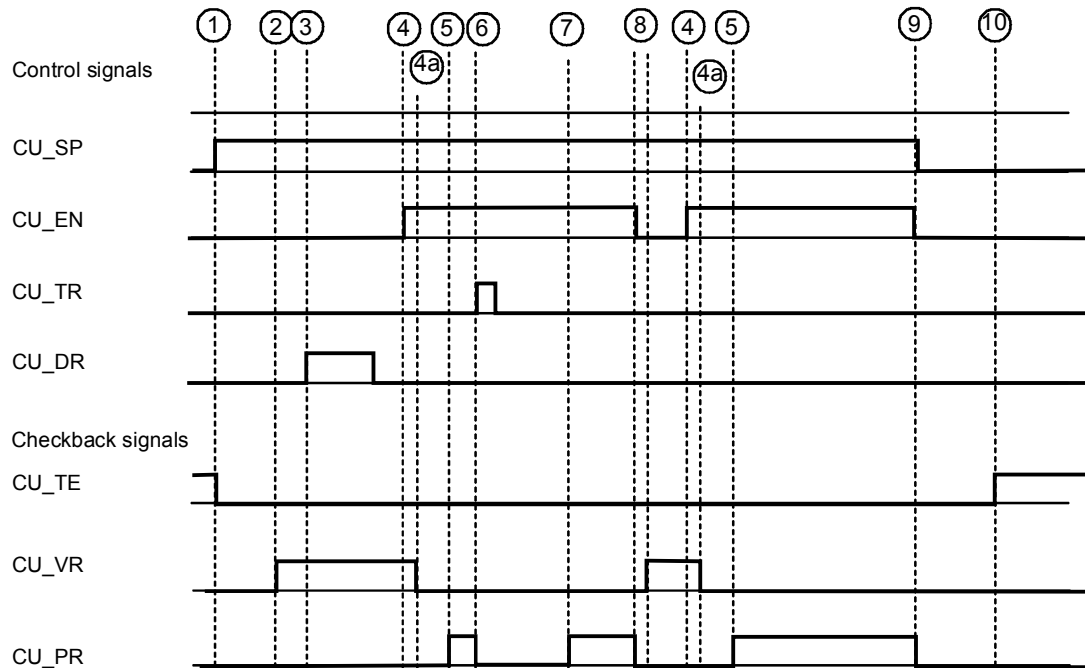 1 2 3 4 5 6 7 8 4 5 9 10
4a 4a
Control signals
CU_SP
CU_EN
CU_TR
CU_DR
Checkback signals
CU_TE
CU_VR
CU_PR